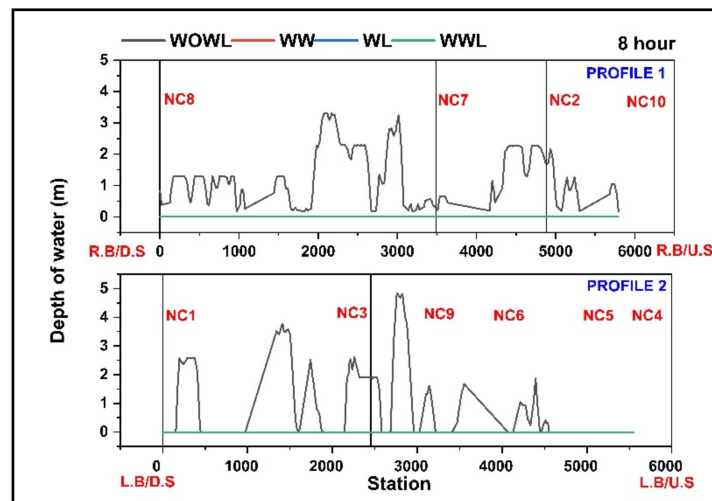 WOWL WW WL WWL 8 hour
PROFILE 1
NC8 NC7 NC2 NC10
5
4
3
2
1
0
R.B/D.S 0 1000 2000 3000 4000 5000 6000 R.B/U.S
Depth of water (m)
PROFILE 2
NC1 NC3 NC9 NC6 NC5 NC4
5
4
3
2
1
0
0 1000 2000 3000 4000 5000 6000
L.B/D.S Station L.B/U.S